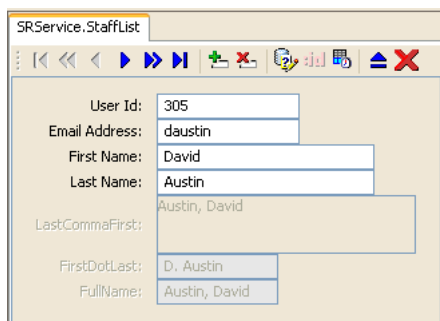 SRService.StaffList
User Id: 305
Email Address: daustin
First Name: David
Last Name: Austin
LastCommaFirst: Austin, David
FirstDotLast: D. Austin
FullName: Austin, David